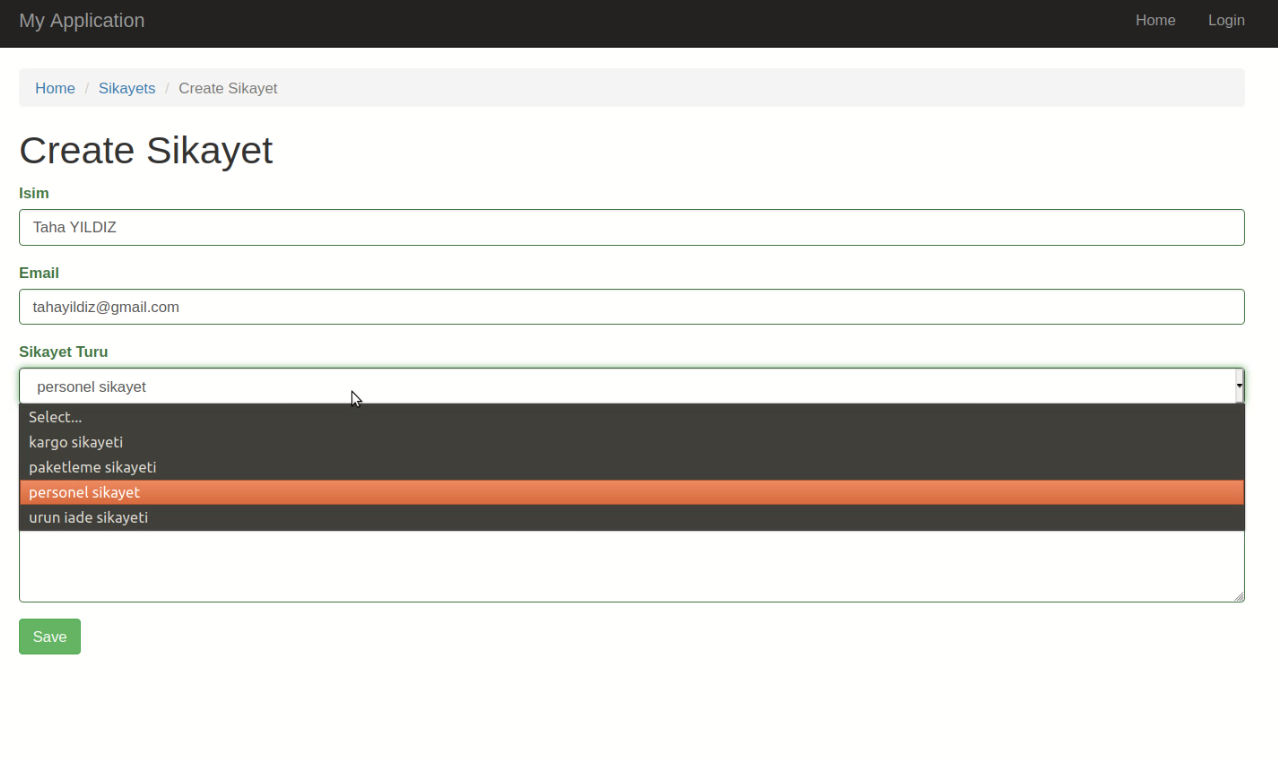 My Application Home Login
Home / Sikayets / Create Sikayet
Create Sikayet
Isim
Taha YILDIZ
Email
tahayildiz@gmail.com
Sikayet Turu
personel sikayet
Select...
kargo sikayeti
paketleme sikayeti
personel sikayet
urun iade sikayeti
Save